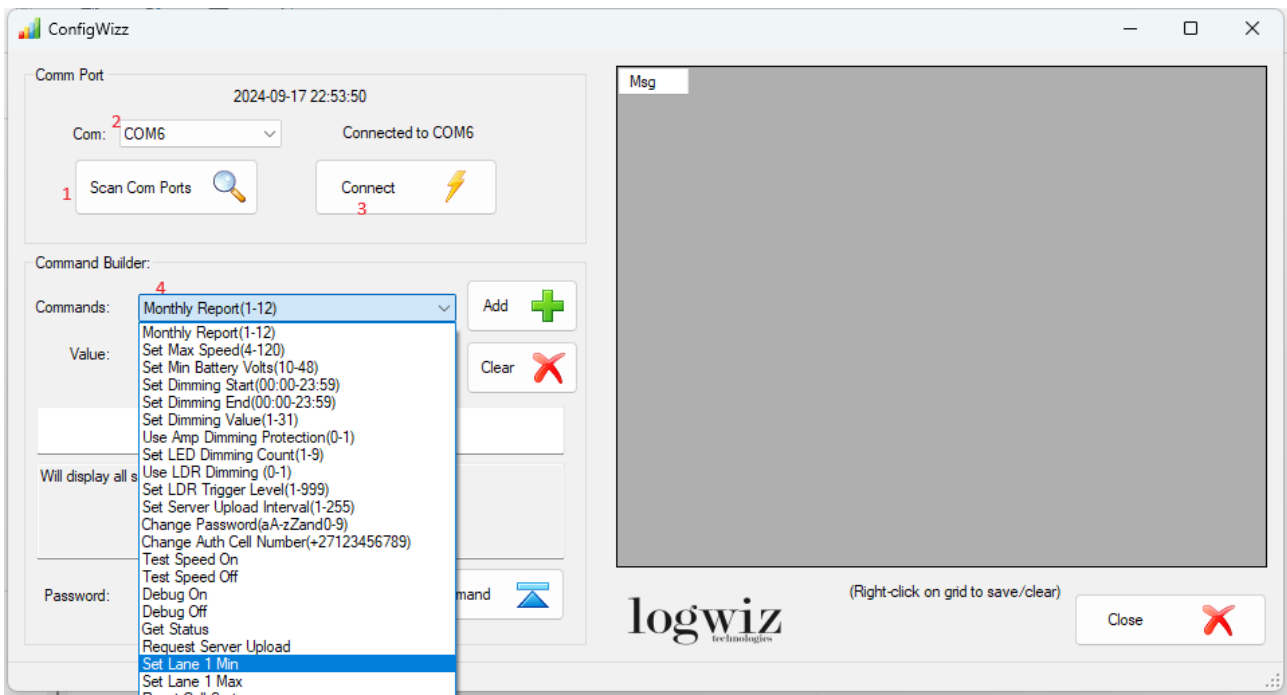 ConfigWizz
Comm Port
2024-09-17 22:53:50
Com:
2
COM6
Connected to COM6
1
Scan Com Ports
Connect
3
Command Builder:
4
Commands:
Monthly Report(1-12)
Add
Value:
Clear
Monthly Report(1-12)
Set Max Speed(4-120)
Set Min Battery Volts(10-48)
Set Dimming Start(00:00-23:59)
Set Dimming End(00:00-23:59)
Set Dimming Value(1-31)
Use Amp Dimming Protection(0-1)
Set LED Dimming Count(1-9)
Use LDR Dimming (0-1)
Set LDR Trigger Level(1-999)
Set Server Upload Interval(1-255)
Change Password(aA-zZand0-9)
Change Auth Cell Number(+27123456789)
Test Speed On
Test Speed Off
Debug On
Debug Off
Get Status
Request Server Upload
Set Lane 1 Min
Set Lane 1 Max
Will display all s
Password:
mand
Msg
(Right-click on grid to save/clear)
logwiz
technologies
Close